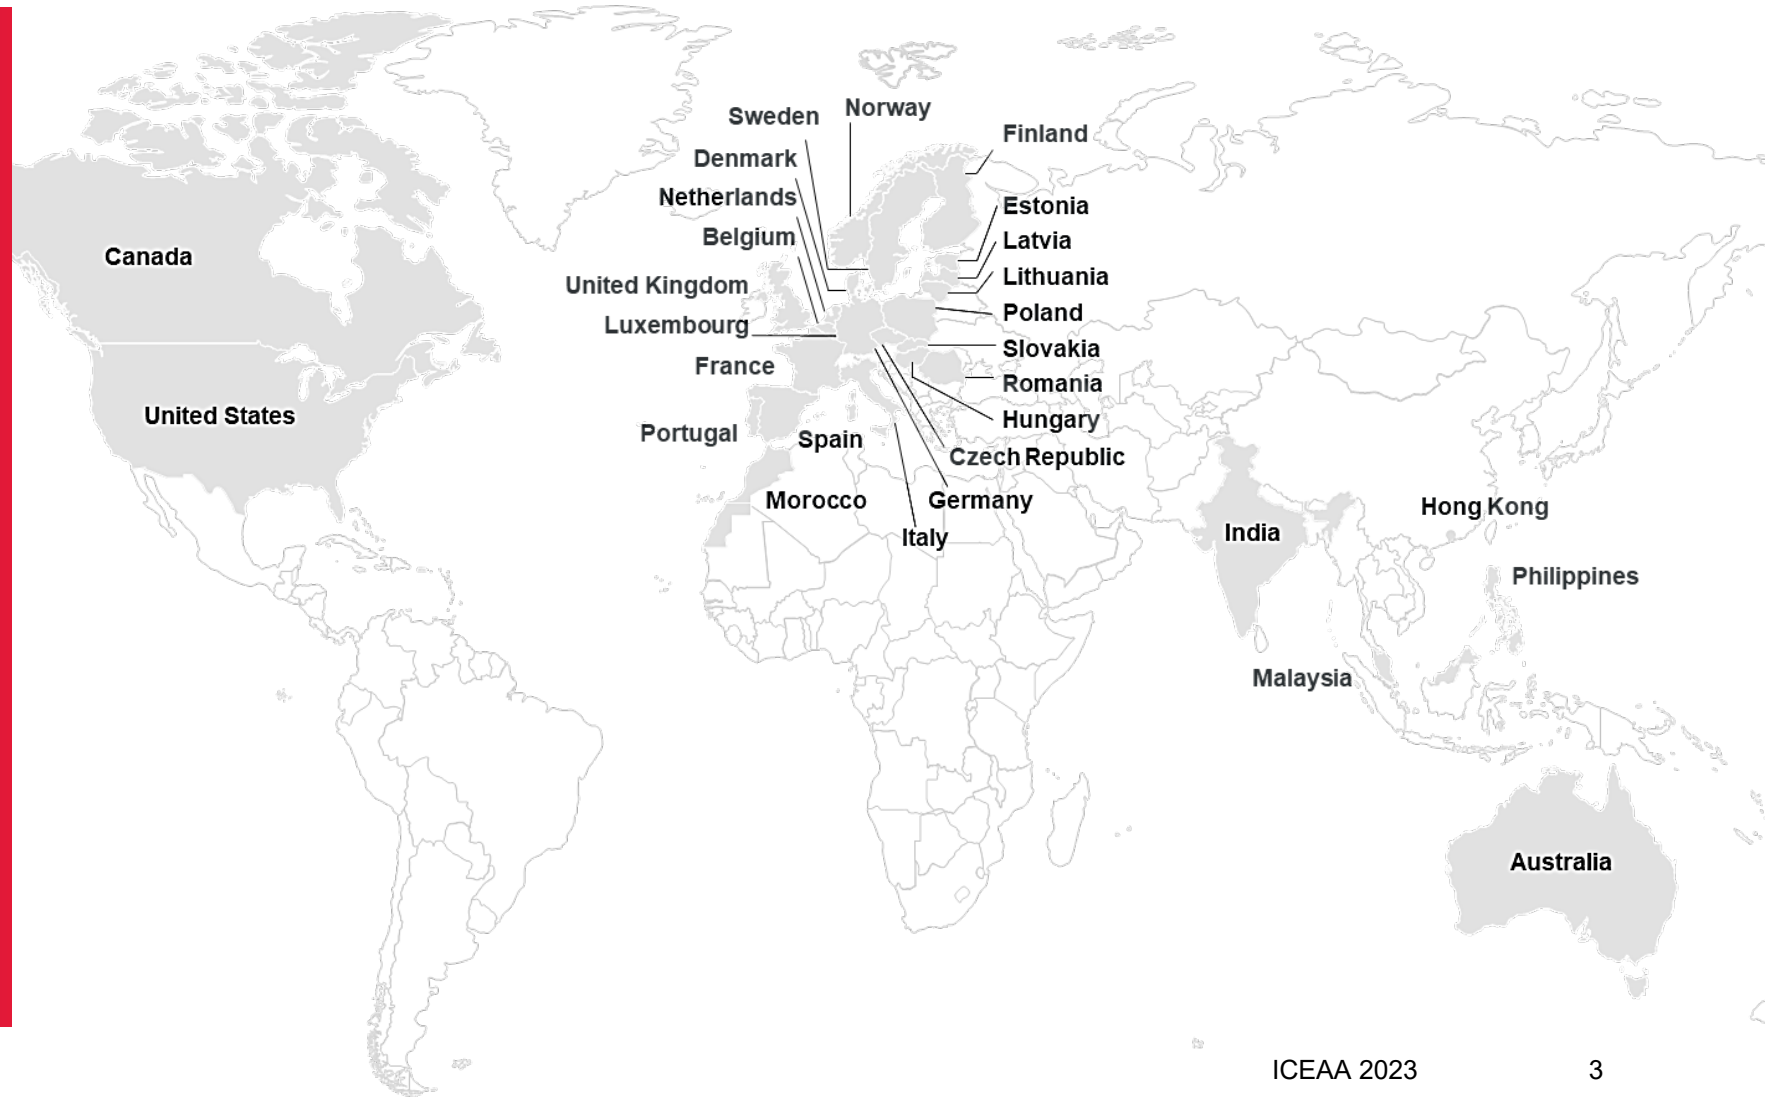 Norway
Sweden
Finland
Denmark
Netherlands
Estonia
Belgium
Latvia
Canada
Lithuania
United Kingdom
Poland
Luxembourg
Slovakia
France
Romania
United States
Hungary
Portugal
Spain
Czech Republic
Morocco
Germany
Hong Kong
India
Italy
Philippines
Malaysia
Australia
ICEAA 2023
3